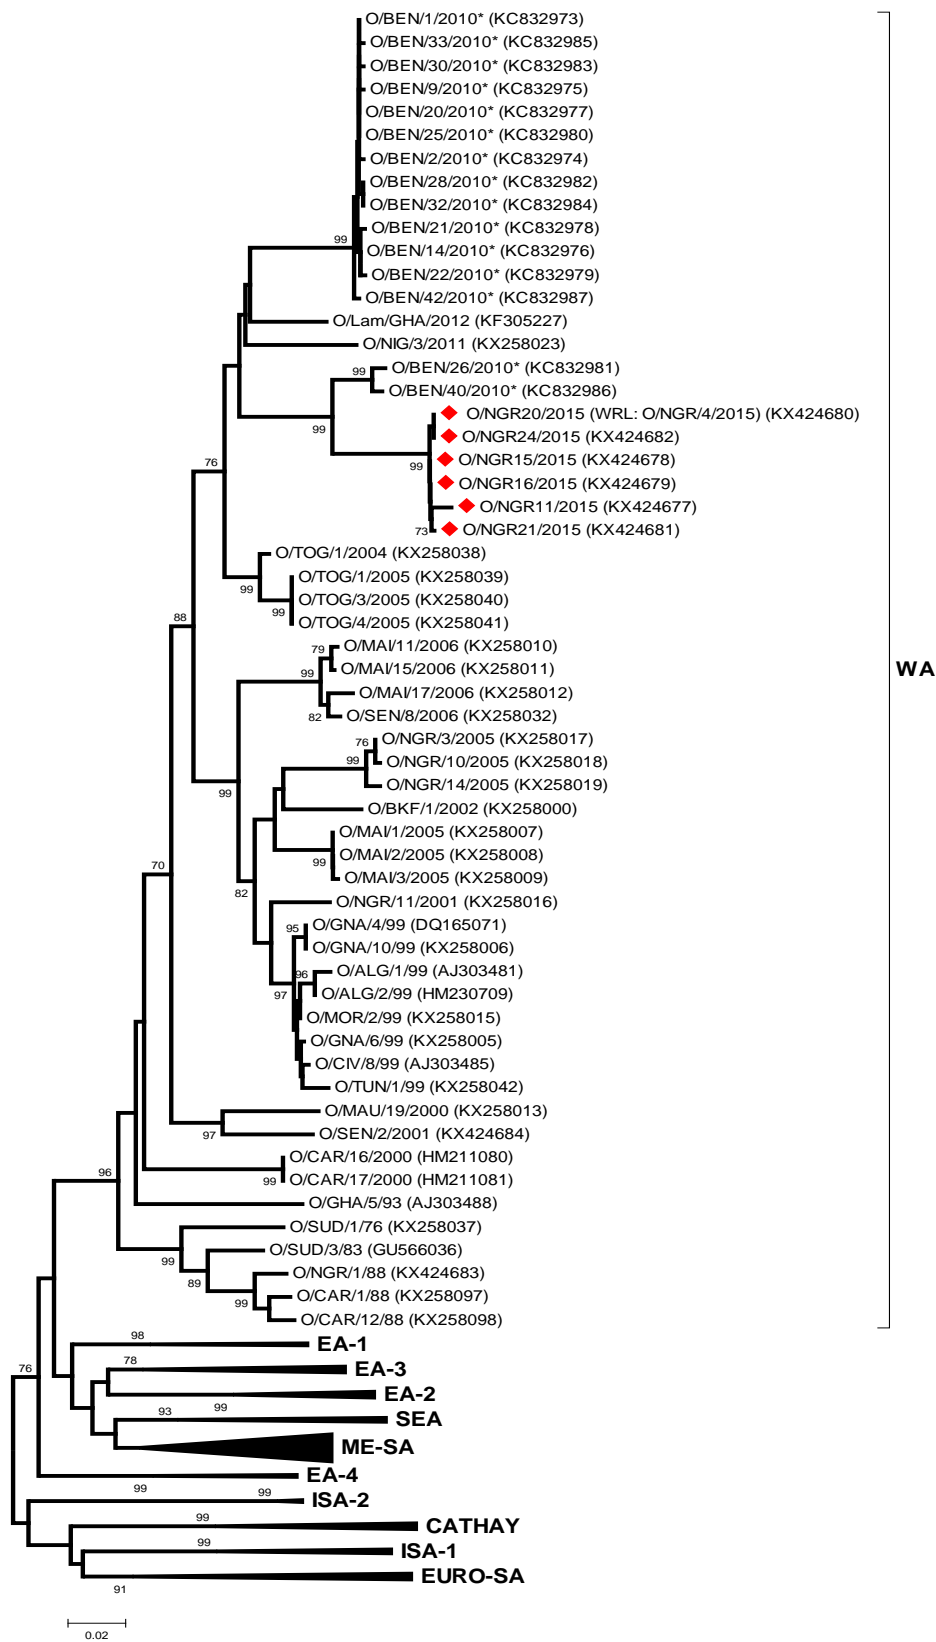 O/BEN/1/2010* (KC832973)
O/BEN/33/2010* (KC832985)
O/BEN/30/2010* (KC832983)
O/BEN/9/2010* (KC832975)
O/BEN/20/2010* (KC832977)
O/BEN/25/2010* (KC832980)
O/BEN/2/2010* (KC832974)
O/BEN/28/2010* (KC832982)
O/BEN/32/2010* (KC832984)
O/BEN/21/2010* (KC832978)
99
O/BEN/14/2010* (KC832976)
O/BEN/22/2010* (KC832979)
O/BEN/42/2010* (KC832987)
O/Lam/GHA/2012 (KF305227)
O/NIG/3/2011 (KX258023)
99
O/BEN/26/2010* (KC832981)
O/BEN/40/2010* (KC832986)
O/NGR20/2015 (WRL: O/NGR/4/2015) (KX424680)
99
O/NGR24/2015 (KX424682)
99
O/NGR15/2015 (KX424678)
76
O/NGR16/2015 (KX424679)
O/NGR11/2015 (KX424677)
73
O/NGR21/2015 (KX424681)
O/TOG/1/2004 (KX258038)
O/TOG/1/2005 (KX258039)
99
O/TOG/3/2005 (KX258040)
99
88
O/TOG/4/2005 (KX258041)
79
O/MAI/11/2006 (KX258010)
99
O/MAI/15/2006 (KX258011)
WA
O/MAI/17/2006 (KX258012)
82
O/SEN/8/2006 (KX258032)
76
O/NGR/3/2005 (KX258017)
99
O/NGR/10/2005 (KX258018)
99
O/NGR/14/2005 (KX258019)
O/BKF/1/2002 (KX258000)
O/MAI/1/2005 (KX258007)
99
O/MAI/2/2005 (KX258008)
70
O/MAI/3/2005 (KX258009)
82
O/NGR/11/2001 (KX258016)
95
O/GNA/4/99 (DQ165071)
O/GNA/10/99 (KX258006)
96
O/ALG/1/99 (AJ303481)
97
O/ALG/2/99 (HM230709)
O/MOR/2/99 (KX258015)
O/GNA/6/99 (KX258005)
O/CIV/8/99 (AJ303485)
O/TUN/1/99 (KX258042)
O/MAU/19/2000 (KX258013)
97
O/SEN/2/2001 (KX424684)
O/CAR/16/2000 (HM211080)
96
99
O/CAR/17/2000 (HM211081)
O/GHA/5/93 (AJ303488)
O/SUD/1/76 (KX258037)
99
O/SUD/3/83 (GU566036)
89
O/NGR/1/88 (KX424683)
99
O/CAR/1/88 (KX258097)
O/CAR/12/88 (KX258098)
98
EA-1
76
78
EA-3
EA-2
93
99
SEA
ME-SA
EA-4
99
99
ISA-2
99
CATHAY
99
ISA-1
91
EURO-SA
0.02